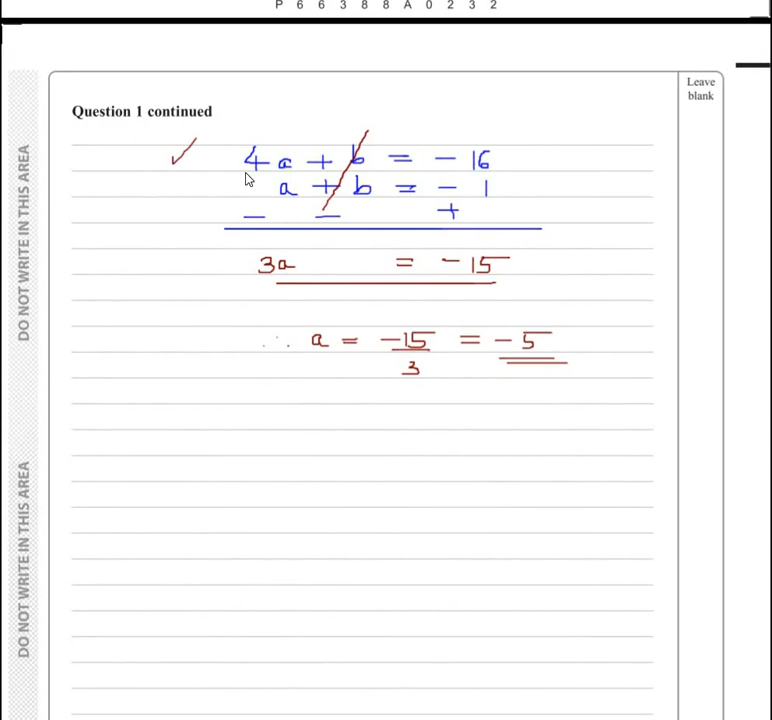 P 6 6 3 8 8 A 0 2 3 2
Leave
blank
Question 1 continued
✓ 4a + b = - 16
a + b = - 1
- - +
3a = - 15
∴ a = -15/3 = - 5
DO NOT WRITE IN THIS AREA
DO NOT WRITE IN THIS AREA